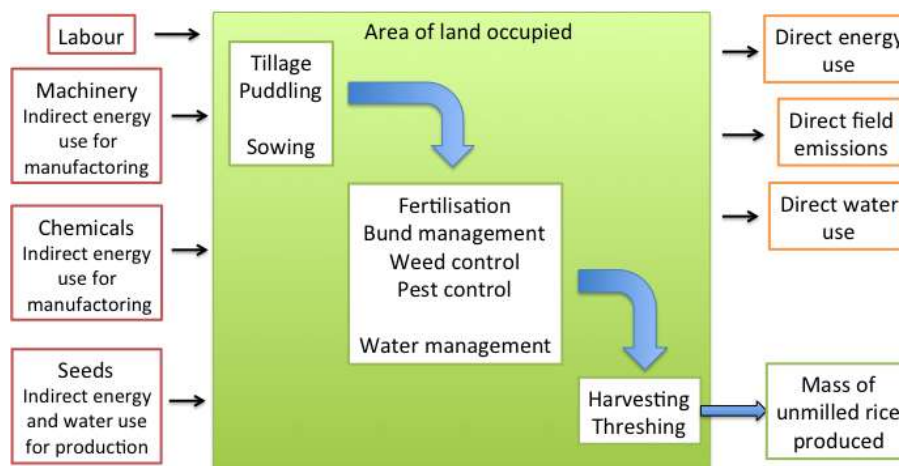 Labour
Machinery
Indirect energy
use for
manufactoring
Chemicals
Indirect energy
use for
manufactoring
Seeds
Indirect energy
and water use
for production
Area of land occupied
Tillage
Puddling
Sowing
Fertilisation
Bund management
Weed control
Pest control
Water management
Harvesting
Threshing
Direct energy
use
Direct field
emissions
Direct water
use
Mass of
unmilled rice
produced